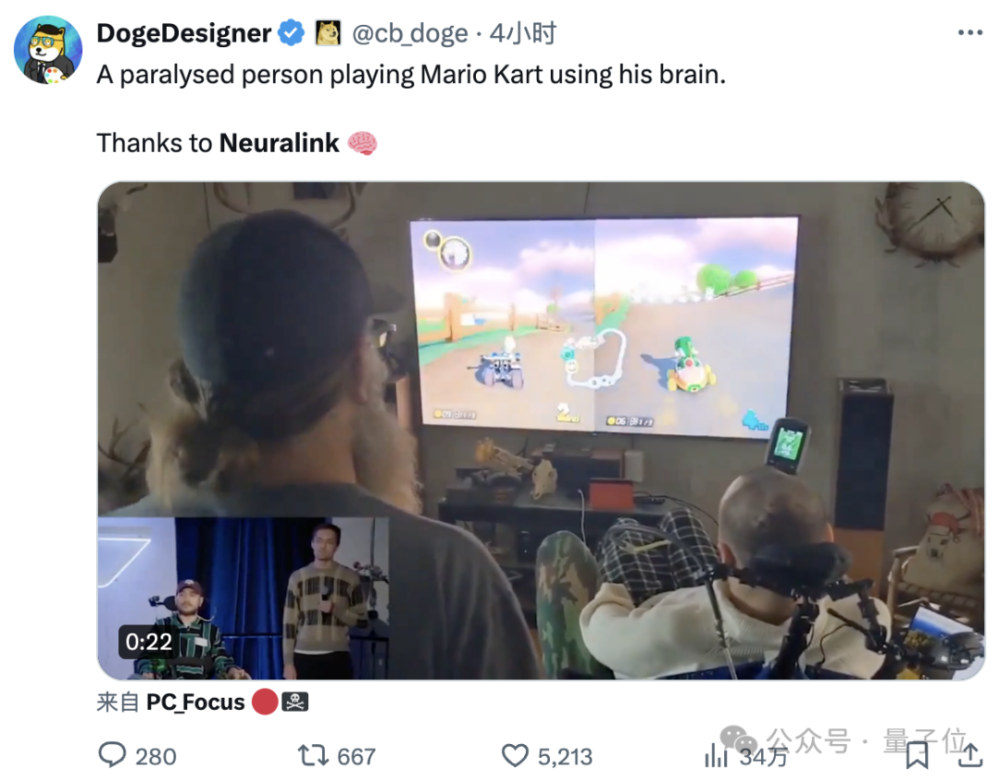 DogeDesigner @cb_doge · 4小时
A paralysed person playing Mario Kart using his brain.
Thanks to Neuralink 🧠
0:22
来自 PC_Focus 🔴🏴‍☠️
280 667 5,213 34万
公众号 · 量子位